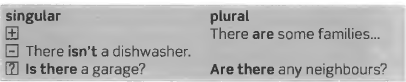 singular plural
+ There are some families...
- There isn't a dishwasher.
? Is there a garage? Are there any neighbours?